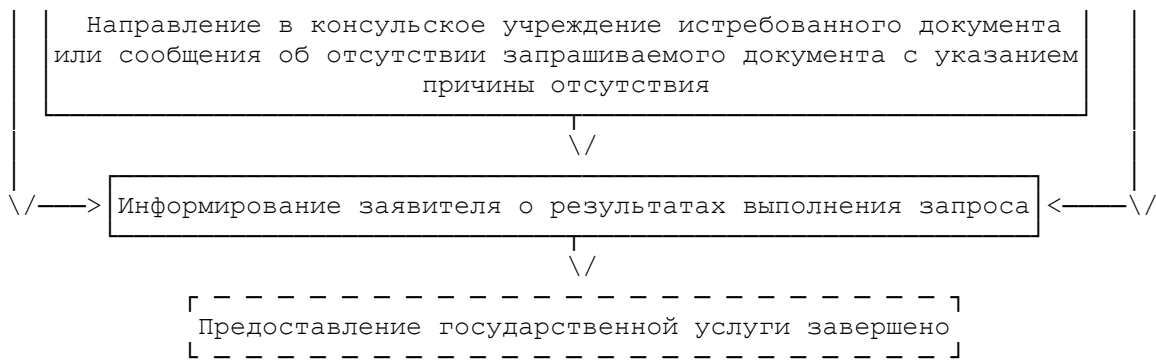 Направление в консульское учреждение истребованного документа
или сообщения об отсутствии запрашиваемого документа с указанием
причины отсутствия
Информирование заявителя о результатах выполнения запроса
Предоставление государственной услуги завершено